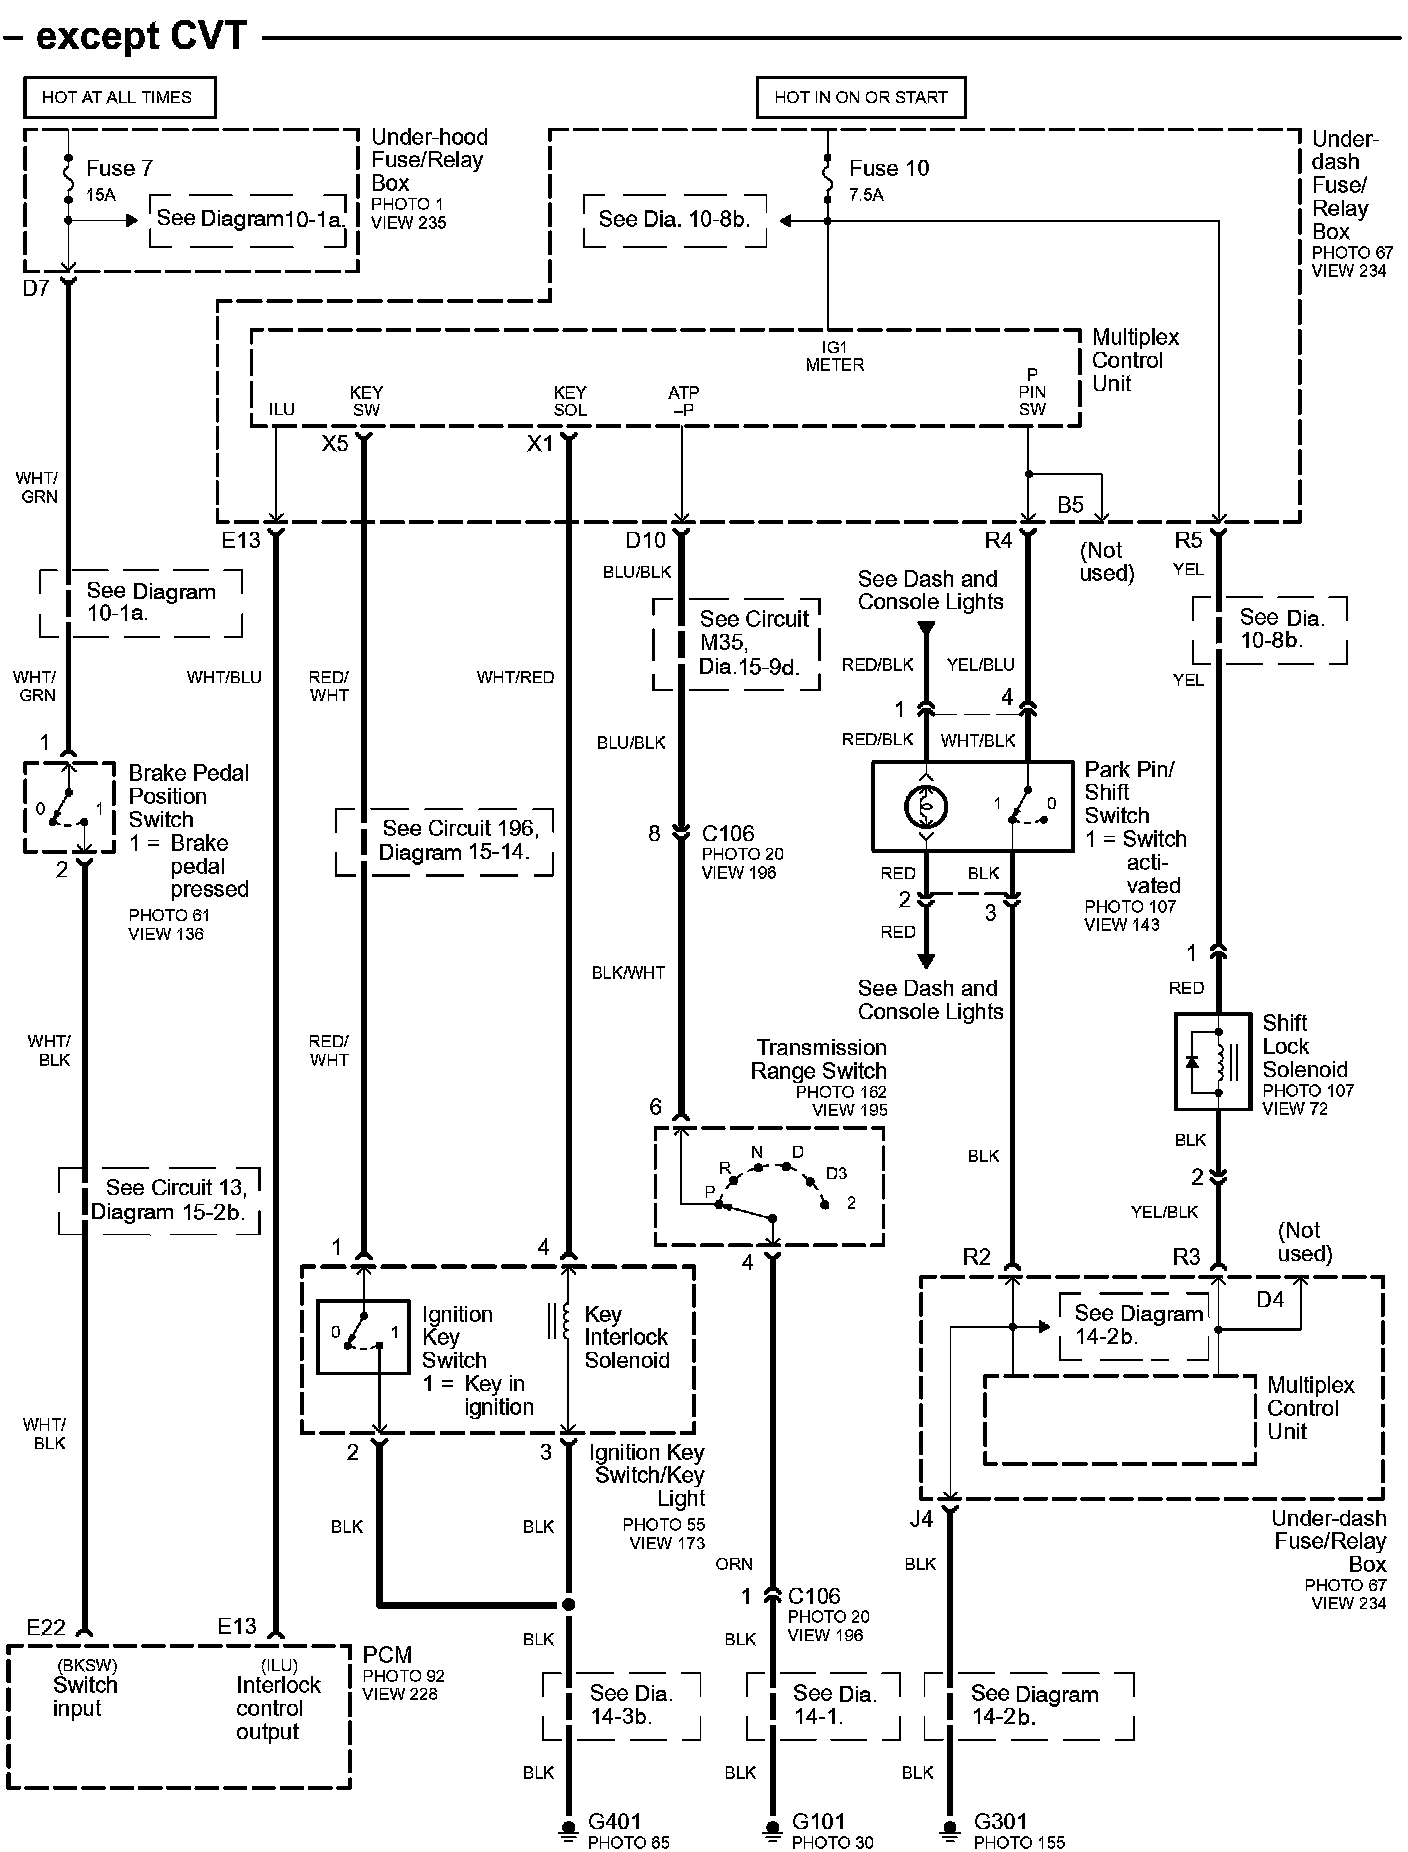 except CVT
HOT AT ALL TIMES
HOT IN ON OR START
Under-hood
Fuse/Relay
Box
PHOTO 1
VIEW 235
Fuse 7
15A
See Diagram 10-1a.
D7
Fuse 10
7.5A
See Dia. 10-8b.
Under-
dash
Fuse/
Relay
Box
PHOTO 67
VIEW 234
Multiplex
Control
Unit
IG1
METER
ILU
KEY
SW
KEY
SOL
ATP
–P
P
PIN
SW
X5
X1
B5
E13
D10
R4
(Not
used)
R5
WHT/
GRN
BLU/BLK
YEL
See Diagram
10-1a.
See Circuit
M35,
Dia.15-9d.
See Dash and
Console Lights
See Dia.
10-8b.
WHT/
GRN
WHT/BLU
RED/
WHT
WHT/RED
RED/BLK
YEL/BLU
YEL
1
4
BLU/BLK
RED/BLK
WHT/BLK
1
Brake Pedal
Position
Switch
1 = Brake
pedal
pressed
PHOTO 61
VIEW 136
0
1
2
See Circuit 196,
Diagram 15-14.
8
C106
PHOTO 20
VIEW 196
1
0
Park Pin/
Shift
Switch
1 = Switch
acti-
vated
PHOTO 107
VIEW 143
RED
BLK
2
3
RED
See Dash and
Console Lights
BLK/WHT
1
RED
Shift
Lock
Solenoid
PHOTO 107
VIEW 72
BLK
2
YEL/BLK
WHT/
BLK
RED/
WHT
Transmission
Range Switch
PHOTO 162
VIEW 195
6
P
R
N
D
D3
2
4
BLK
See Circuit 13,
Diagram 15-2b.
1
4
R2
R3
(Not
used)
D4
See Diagram
14-2b.
Multiplex
Control
Unit
0
1
Ignition
Key
Switch
1 = Key in
ignition
Key
Interlock
Solenoid
2
3
Ignition Key
Switch/Key
Light
PHOTO 55
VIEW 173
WHT/
BLK
BLK
BLK
J4
Under-dash
Fuse/Relay
Box
PHOTO 67
VIEW 234
ORN
BLK
1
C106
PHOTO 20
VIEW 196
E22
E13
BLK
BLK
(BKSW)
Switch
input
(ILU)
Interlock
control
output
PCM
PHOTO 92
VIEW 228
See Dia.
14-3b.
See Dia.
14-1.
See Diagram
14-2b.
BLK
BLK
BLK
G401
PHOTO 65
G101
PHOTO 30
G301
PHOTO 155